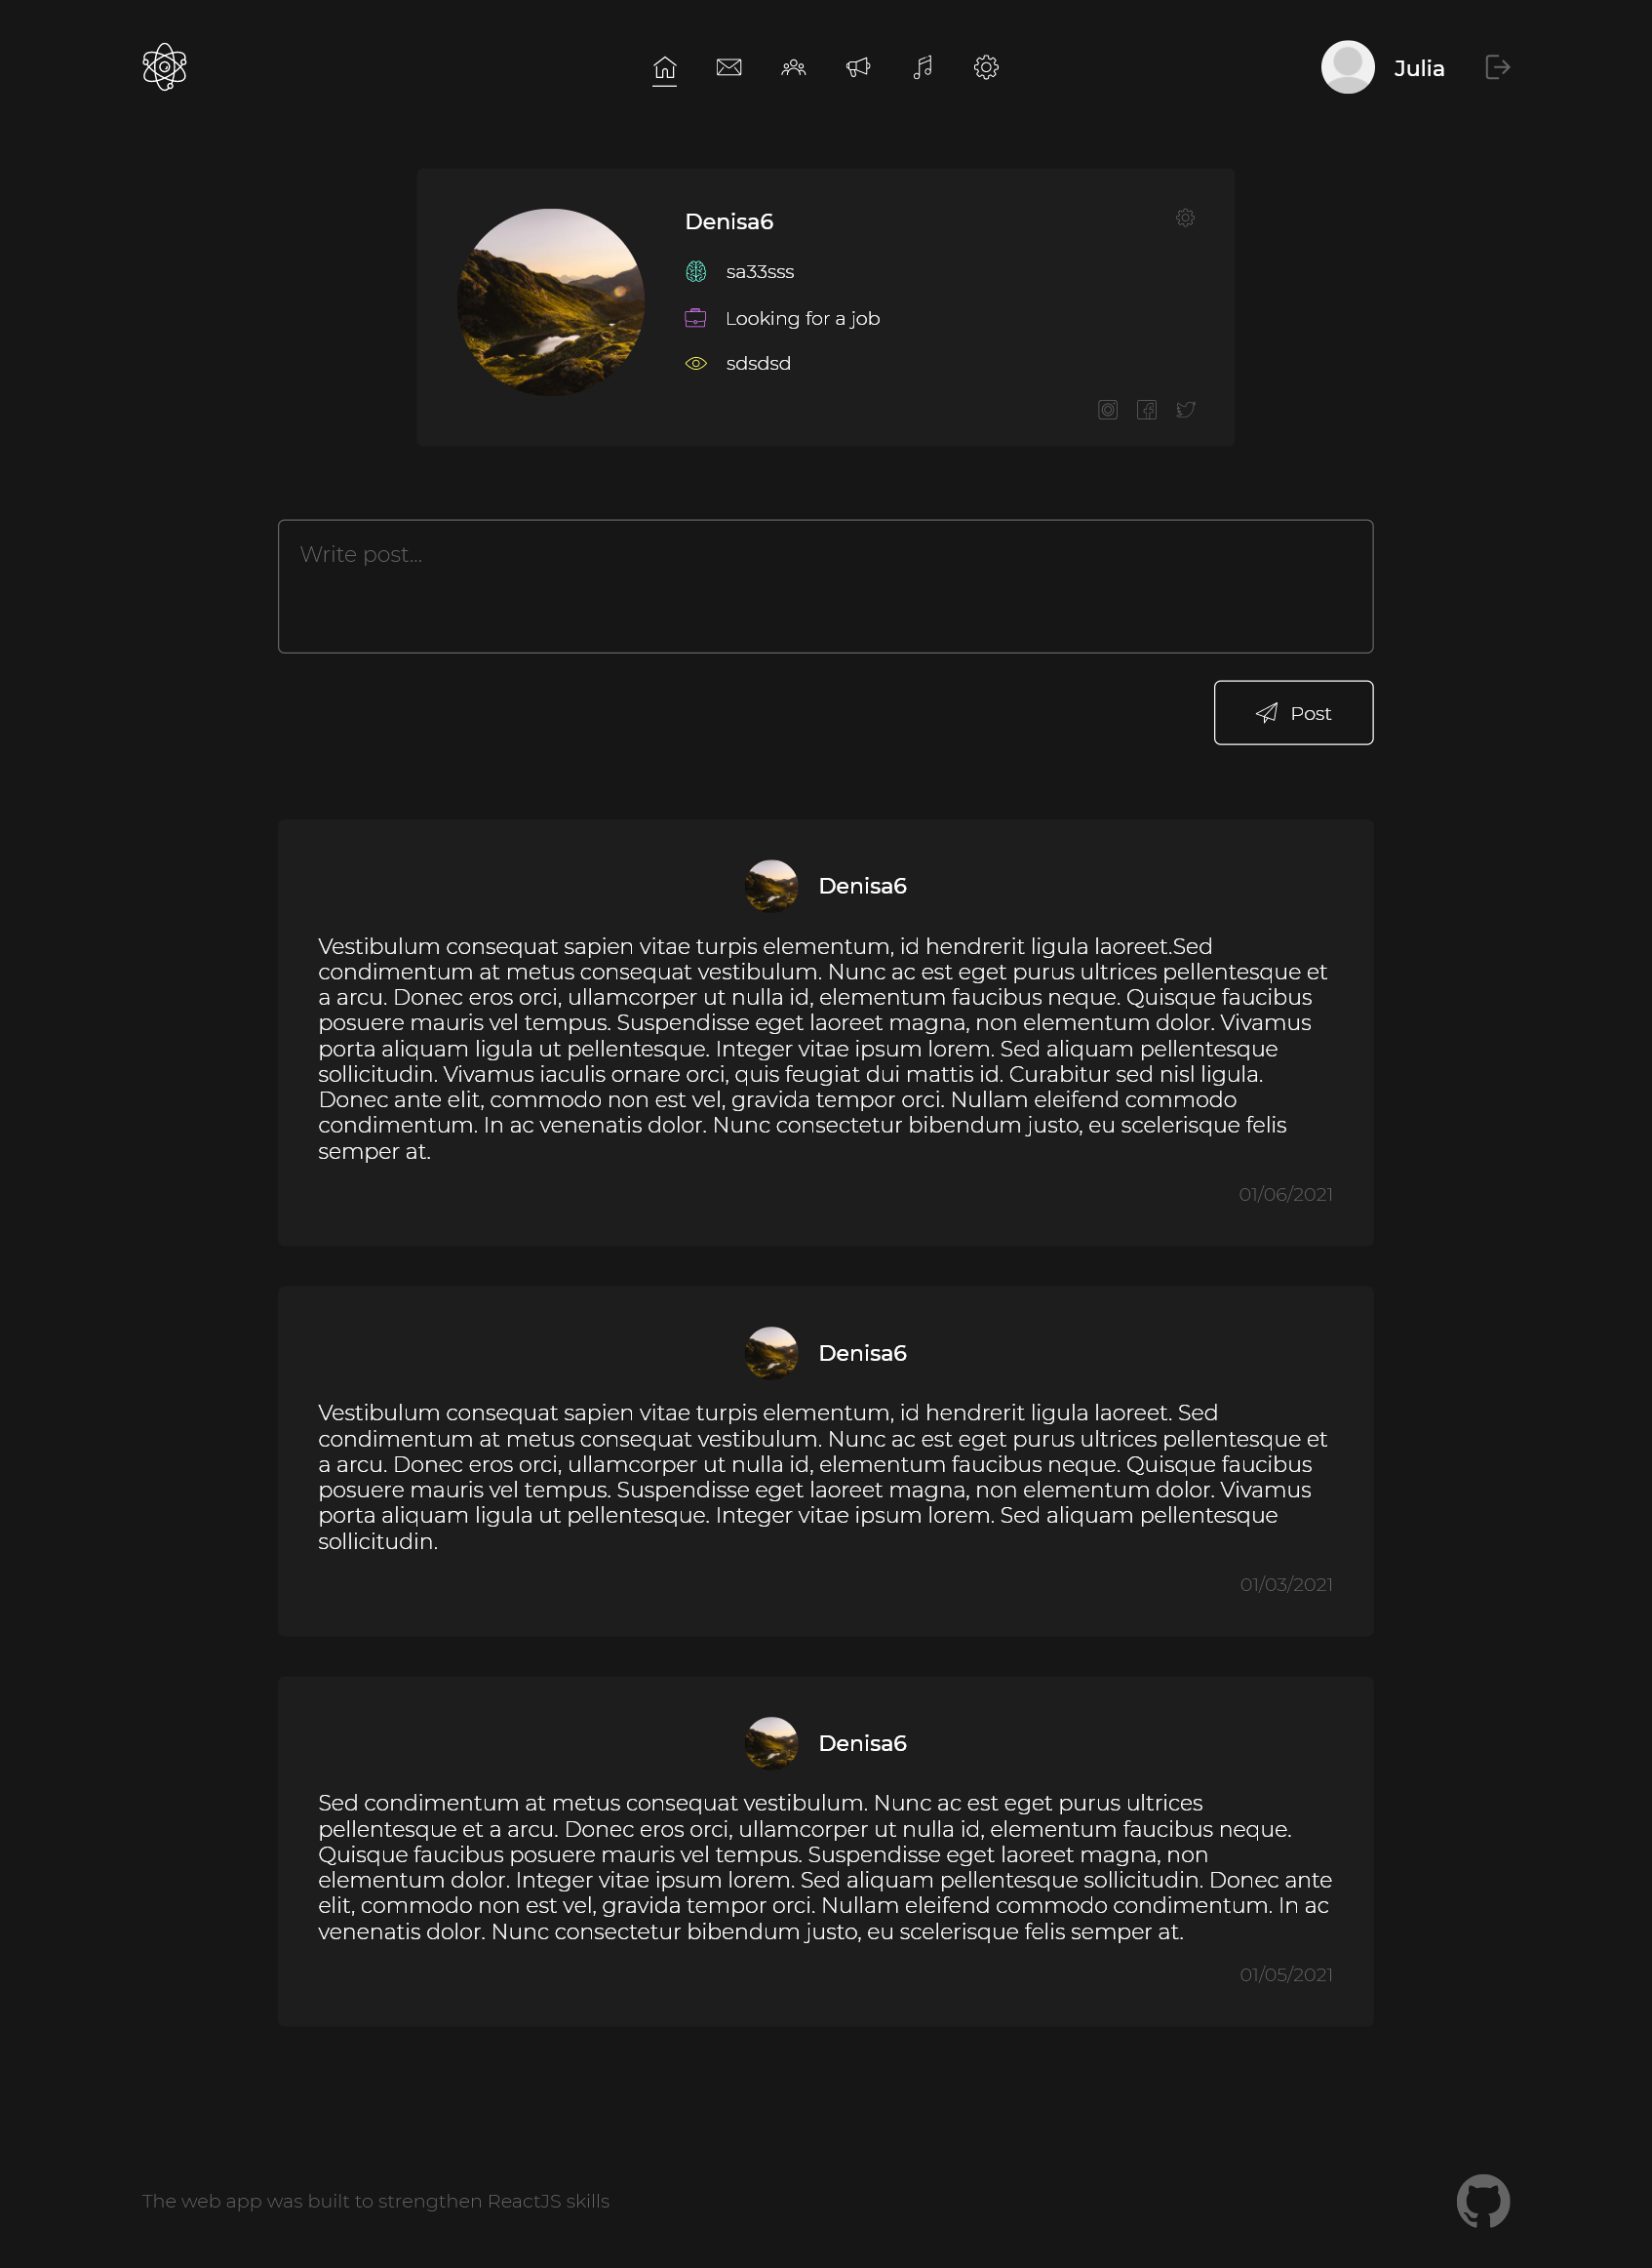 Julia
Denisa6
sa33sss
Looking for a job
sdsdsd
Write post...
Post
Denisa6
Vestibulum consequat sapien vitae turpis elementum, id hendrerit ligula laoreet.Sed
condimentum at metus consequat vestibulum. Nunc ac est eget purus ultrices pellentesque et
a arcu. Donec eros orci, ullamcorper ut nulla id, elementum faucibus neque. Quisque faucibus
posuere mauris vel tempus. Suspendisse eget laoreet magna, non elementum dolor. Vivamus
porta aliquam ligula ut pellentesque. Integer vitae ipsum lorem. Sed aliquam pellentesque
sollicitudin. Vivamus iaculis ornare orci, quis feugiat dui mattis id. Curabitur sed nisl ligula.
Donec ante elit, commodo non est vel, gravida tempor orci. Nullam eleifend commodo
condimentum. In ac venenatis dolor. Nunc consectetur bibendum justo, eu scelerisque felis
semper at.
01/06/2021
Denisa6
Vestibulum consequat sapien vitae turpis elementum, id hendrerit ligula laoreet. Sed
condimentum at metus consequat vestibulum. Nunc ac est eget purus ultrices pellentesque et
a arcu. Donec eros orci, ullamcorper ut nulla id, elementum faucibus neque. Quisque faucibus
posuere mauris vel tempus. Suspendisse eget laoreet magna, non elementum dolor. Vivamus
porta aliquam ligula ut pellentesque. Integer vitae ipsum lorem. Sed aliquam pellentesque
sollicitudin.
01/03/2021
Denisa6
Sed condimentum at metus consequat vestibulum. Nunc ac est eget purus ultrices
pellentesque et a arcu. Donec eros orci, ullamcorper ut nulla id, elementum faucibus neque.
Quisque faucibus posuere mauris vel tempus. Suspendisse eget laoreet magna, non
elementum dolor. Integer vitae ipsum lorem. Sed aliquam pellentesque sollicitudin. Donec ante
elit, commodo non est vel, gravida tempor orci. Nullam eleifend commodo condimentum. In ac
venenatis dolor. Nunc consectetur bibendum justo, eu scelerisque felis semper at.
01/05/2021
The web app was built to strengthen ReactJS skills